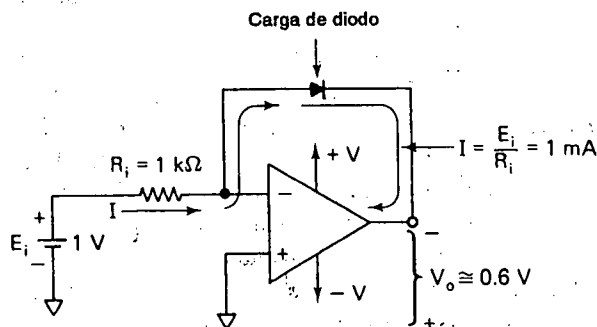 Carga de diodo
I = E_i / R_i = 1 mA
R_i = 1 kΩ
+ V
I
−
+
E_i
+
−
1 V
− V
−
V_o ≅ 0.6 V
+